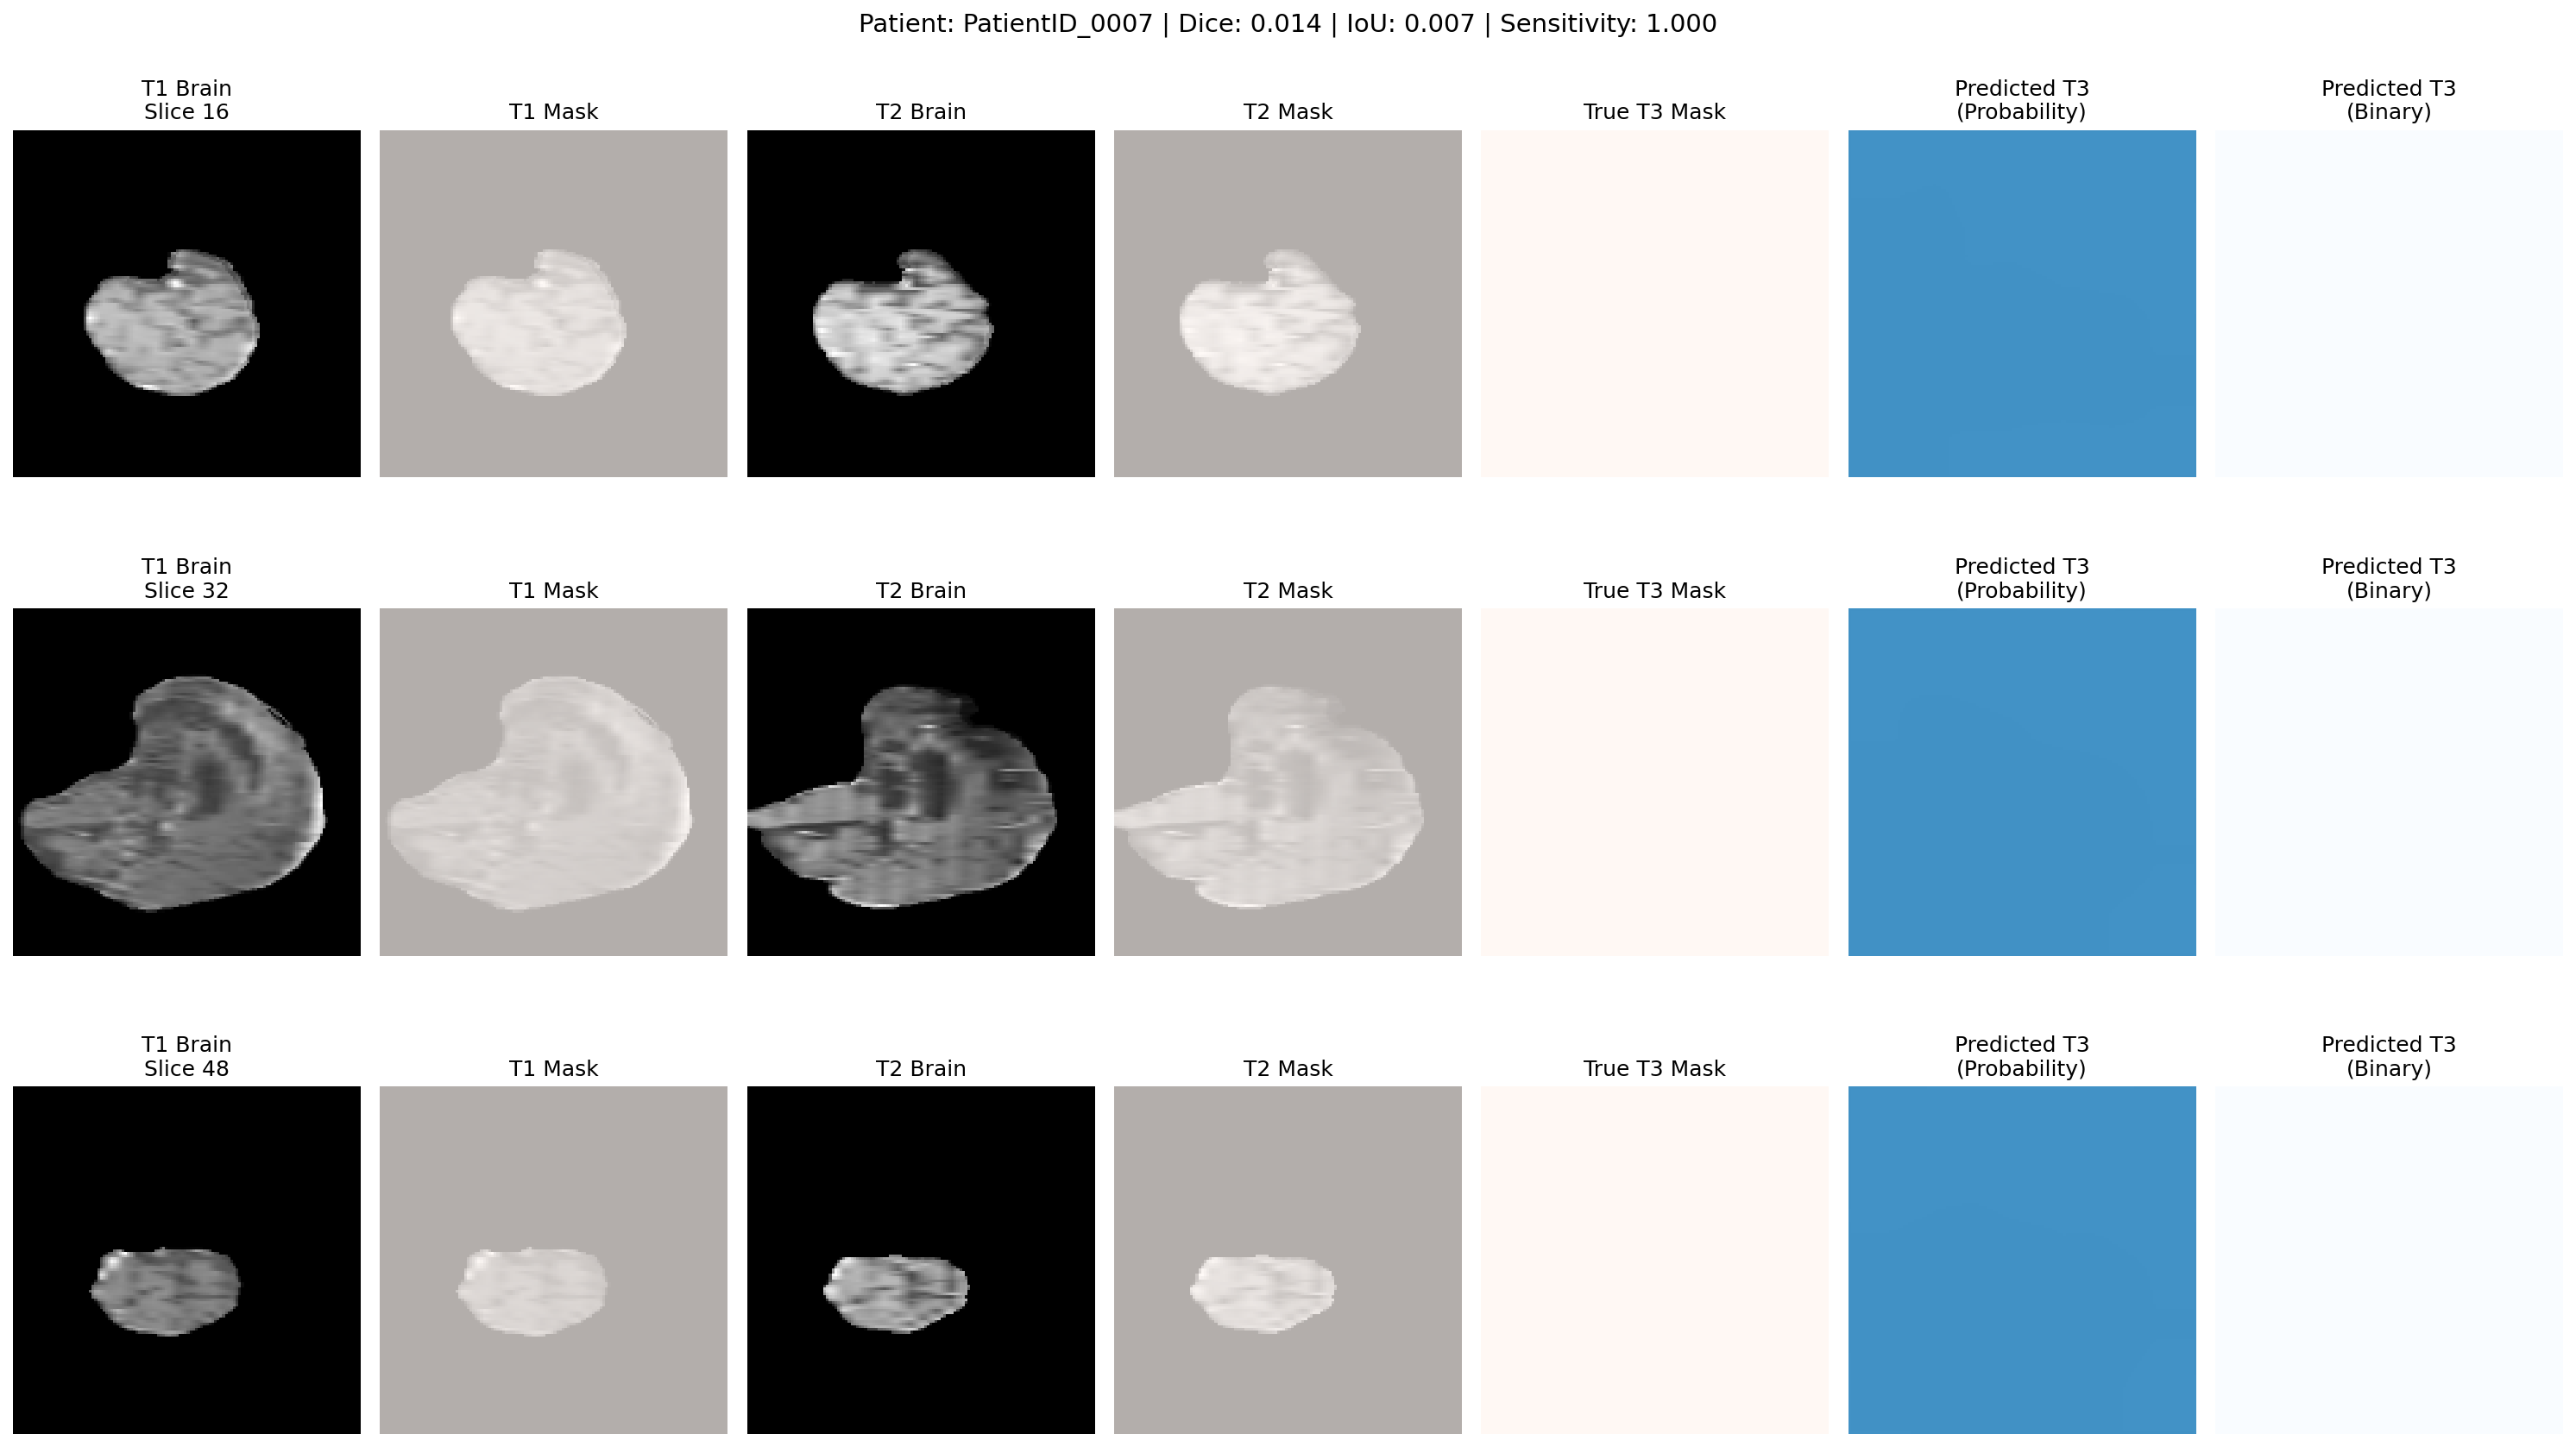 Patient: PatientID_0007 | Dice: 0.014 | IoU: 0.007 | Sensitivity: 1.000
T1 Brain
Slice 16
T1 Mask
T2 Brain
T2 Mask
True T3 Mask
Predicted T3
(Probability)
Predicted T3
(Binary)
T1 Brain
Slice 32
T1 Mask
T2 Brain
T2 Mask
True T3 Mask
Predicted T3
(Probability)
Predicted T3
(Binary)
T1 Brain
Slice 48
T1 Mask
T2 Brain
T2 Mask
True T3 Mask
Predicted T3
(Probability)
Predicted T3
(Binary)